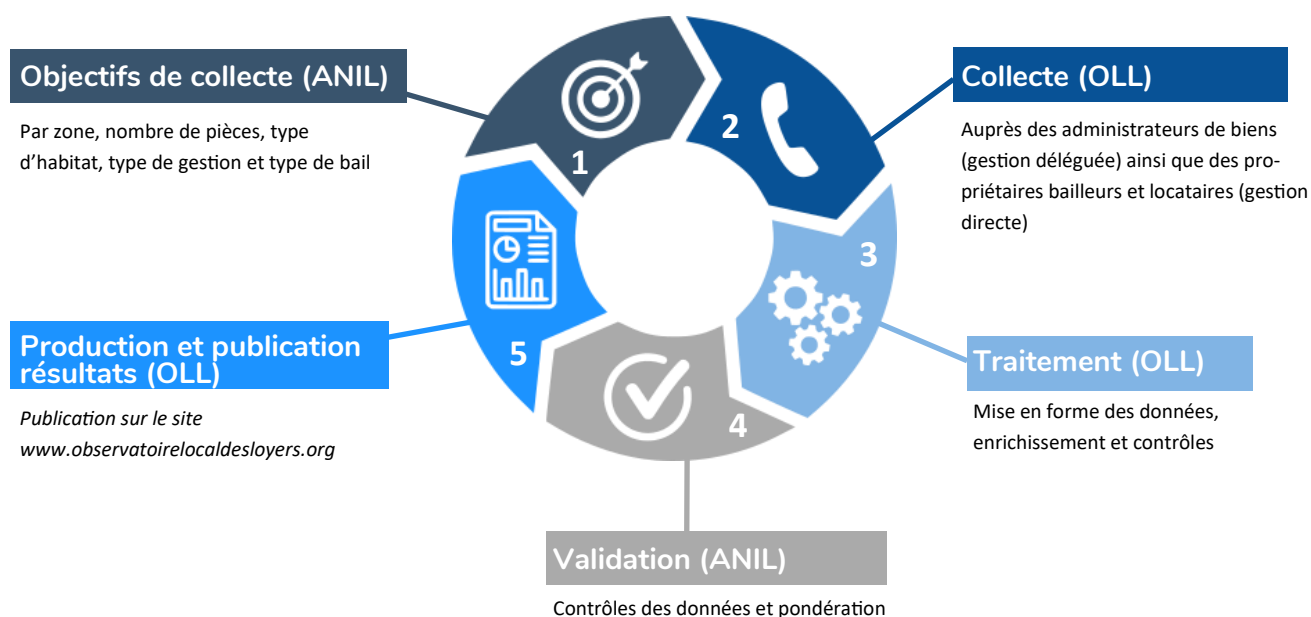 Objectifs de collecte (ANIL)
Par zone, nombre de pièces, type
d'habitat, type de gestion et type de bail
1
2
Collecte (OLL)
Auprès des administrateurs de biens
(gestion déléguée) ainsi que des pro-
priétaires bailleurs et locataires (gestion
directe)
3
Traitement (OLL)
Mise en forme des données,
enrichissement et contrôles
4
Validation (ANIL)
Contrôles des données et pondération
5
Production et publication
résultats (OLL)
Publication sur le site
www.observatoirelocaldesloyers.org